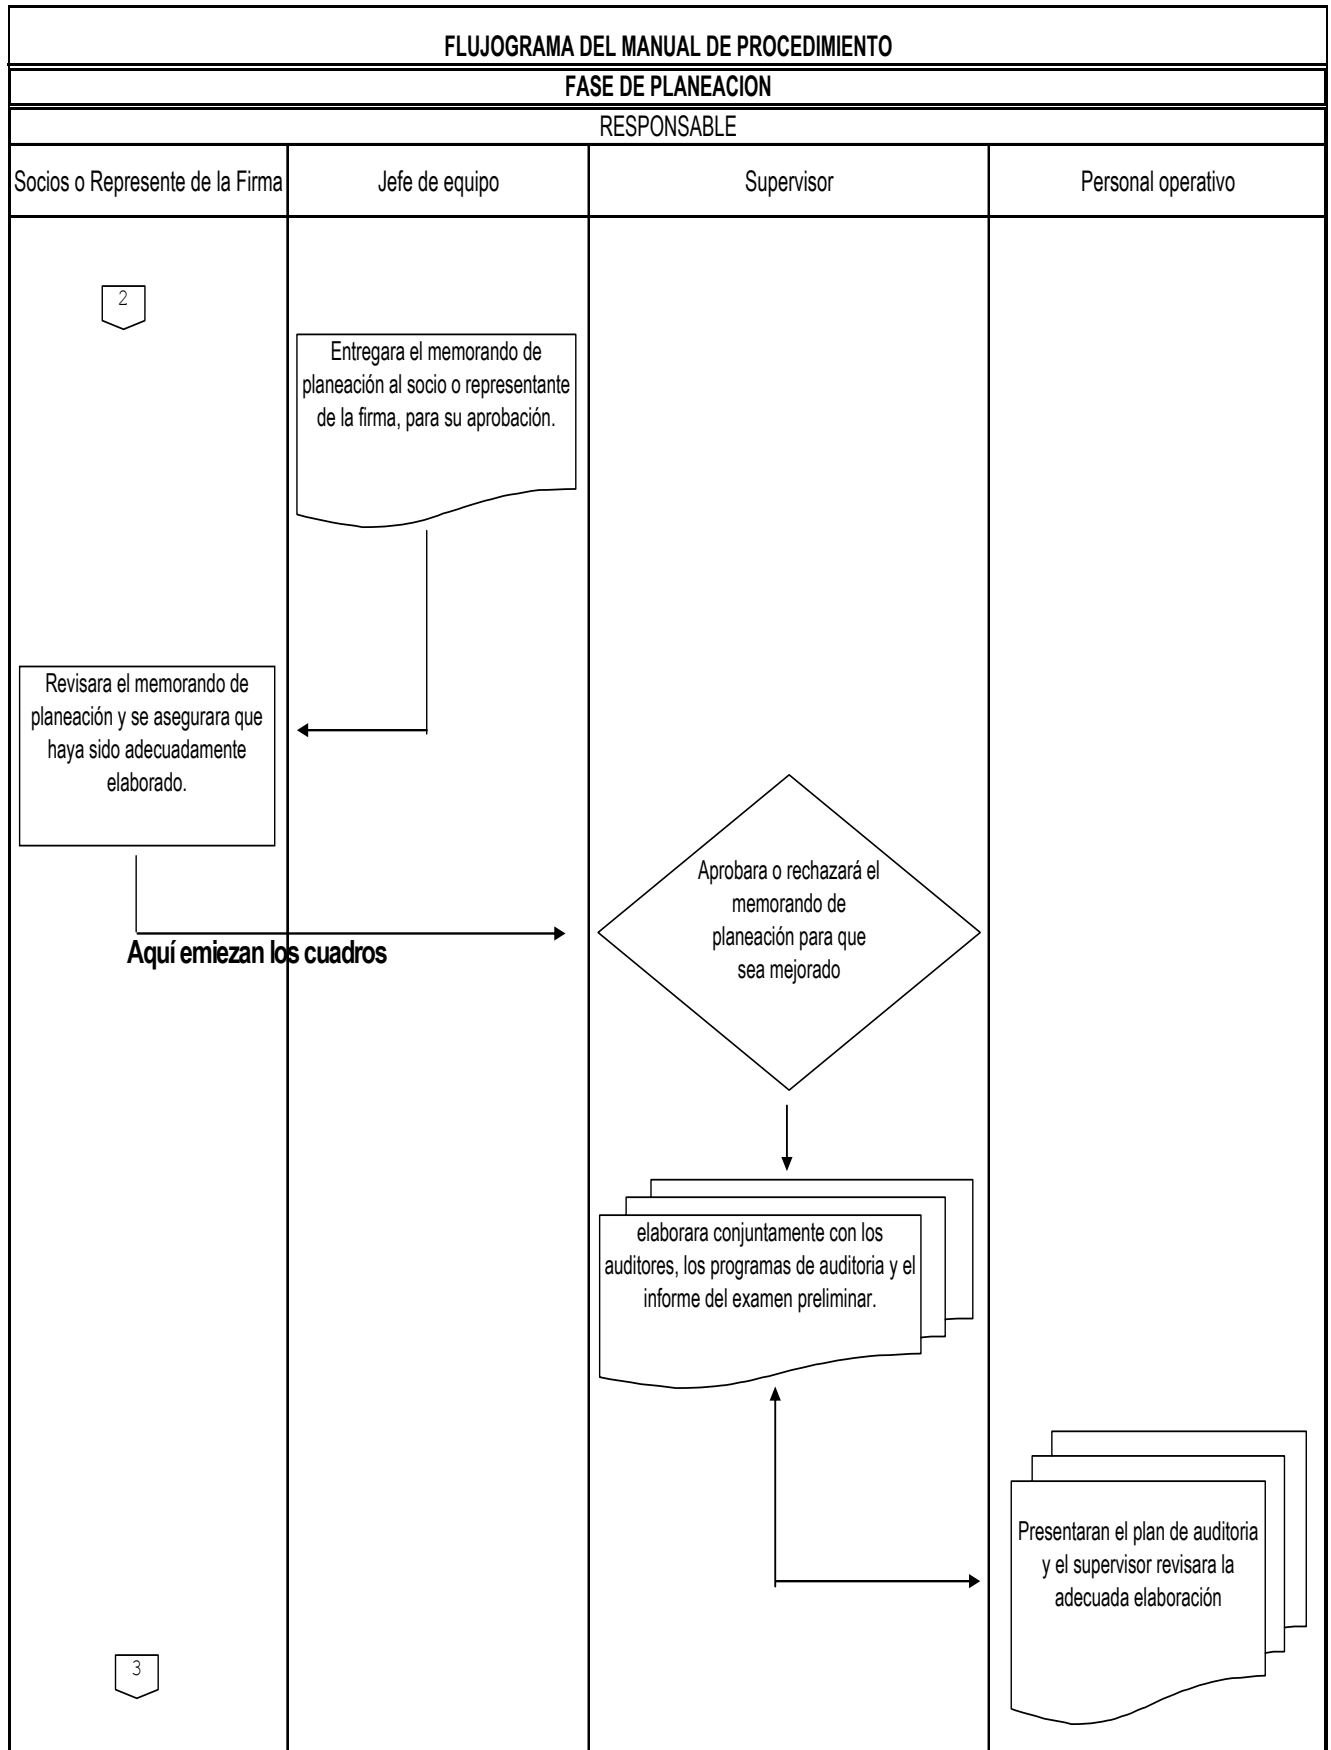 FLUJOGRAMA DEL MANUAL DE PROCEDIMIENTO
FASE DE PLANEACION
RESPONSABLE
Socios o Represente de la Firma
Jefe de equipo
Supervisor
Personal operativo
2
Entregara el memorando de
planeación al socio o representante
de la firma, para su aprobación.
Revisara el memorando de
planeación y se asegurara que
haya sido adecuadamente
elaborado.
Aprobara o rechazará el
memorando de
planeación para que
sea mejorado
Aquí emiezan los cuadros
elaborara conjuntamente con los
auditores, los programas de auditoria y el
informe del examen preliminar.
Presentaran el plan de auditoria
y el supervisor revisara la
adecuada elaboración
3